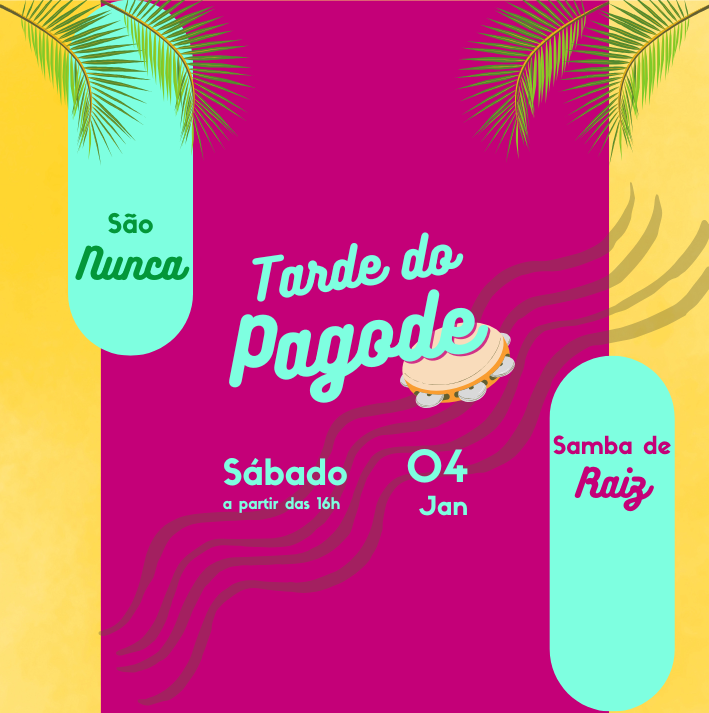 São
Nunca
Tarde do
Pagode
Sábado
a partir das 16h
04
Jan
Samba de
Raiz